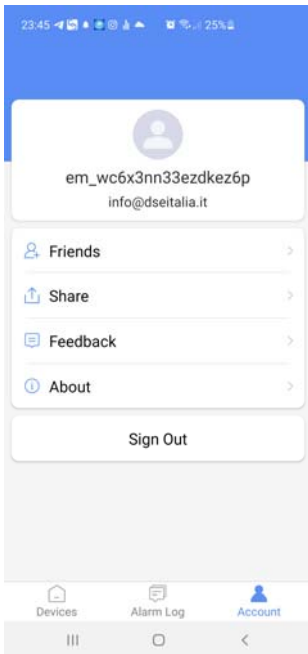 23:45 25%
em_wc6x3nn33ezdkez6p
info@dseitalia.it
Friends
Share
Feedback
About
Sign Out
Devices Alarm Log Account